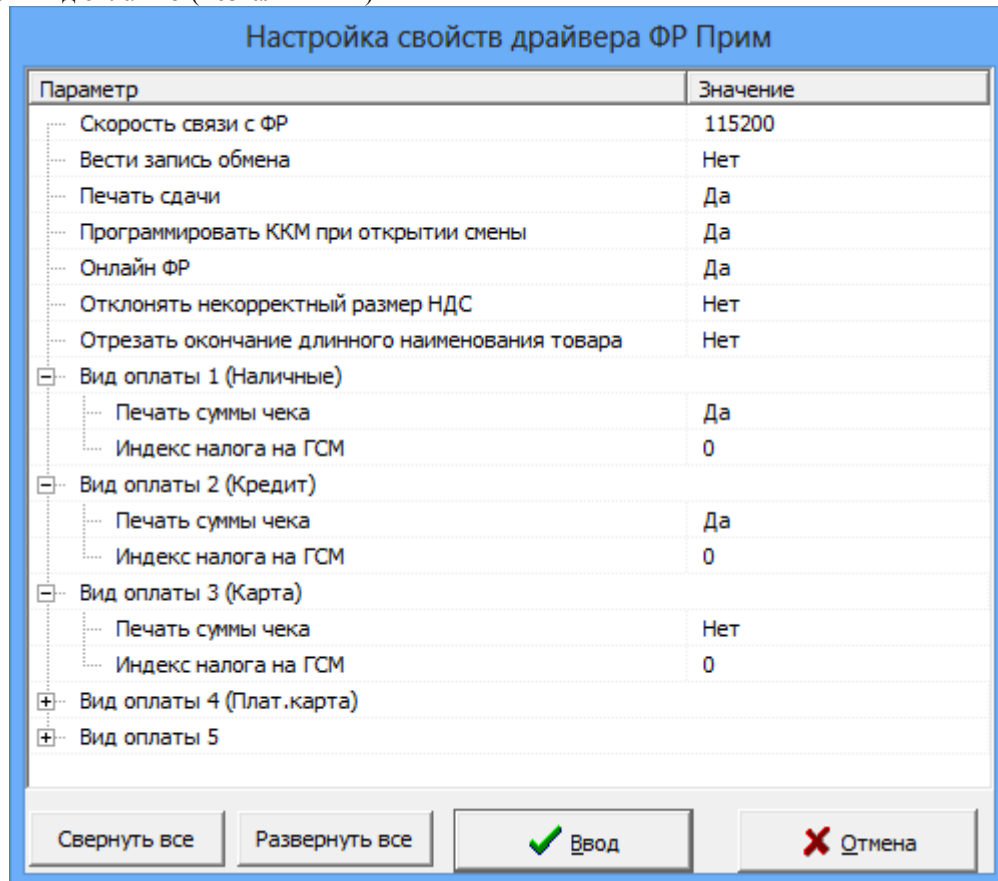 Настройка свойств драйвера ФР Прим
Параметр Значение
Скорость связи с ФР 115200
Вести запись обмена Нет
Печать сдачи Да
Программировать ККМ при открытии смены Да
Онлайн ФР Да
Отклонять некорректный размер НДС Нет
Отрезать окончание длинного наименования товара Нет
Вид оплаты 1 (Наличные)
Печать суммы чека Да
Индекс налога на ГСМ 0
Вид оплаты 2 (Кредит)
Печать суммы чека Да
Индекс налога на ГСМ 0
Вид оплаты 3 (Карта)
Печать суммы чека Нет
Индекс налога на ГСМ 0
Вид оплаты 4 (Плат.карта)
Вид оплаты 5
Свернуть все Развернуть все Ввод Отмена